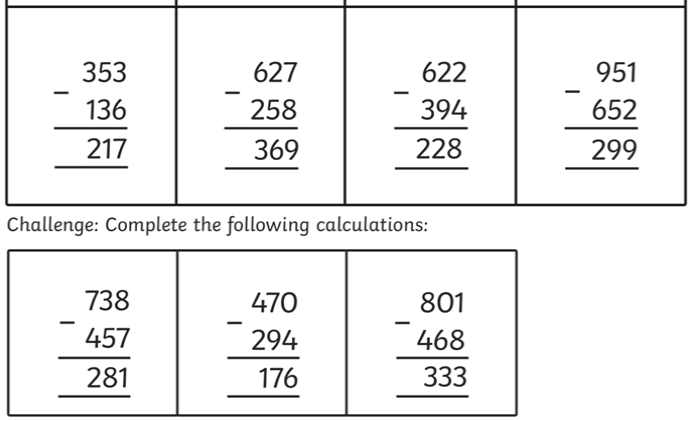 353 627 622 951
− − − −
136 258 394 652
217 369 228 299
Challenge: Complete the following calculations:
738 470 801
− − −
457 294 468
281 176 333